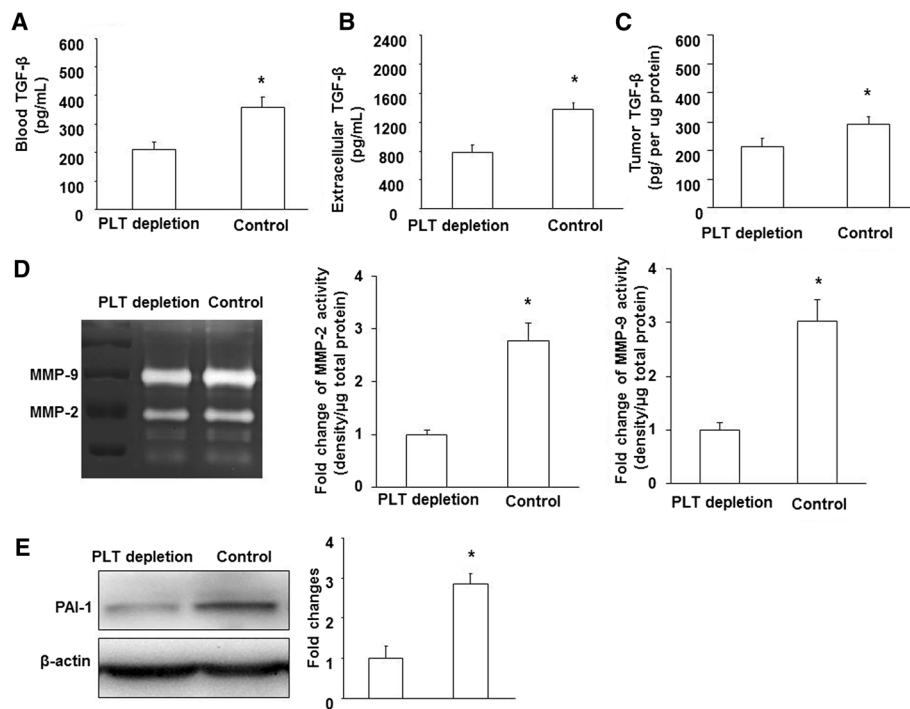 A
Blood TGF-β
(pg/mL)
600
500
400
300
200
100
0
*
PLT depletion
Control
B
Extracellular TGF-β
(pg/mL)
2400
1800
1200
800
400
0
*
PLT depletion
Control
C
Tumor TGF-β
(pg/ per ug protein)
600
500
400
300
200
100
*
PLT depletion
Control
D
PLT depletion Control
MMP-9
MMP-2
Fold change of MMP-2 activity
(density/µg total protein)
4
3
2
1
0
*
PLT depletion
Control
Fold change of MMP-9 activity
(density/µg total protein)
4
3
2
1
0
*
PLT depletion
Control
E
PLT depletion Control
PAI-1
β-actin
Fold changes
4
3
2
1
0
*